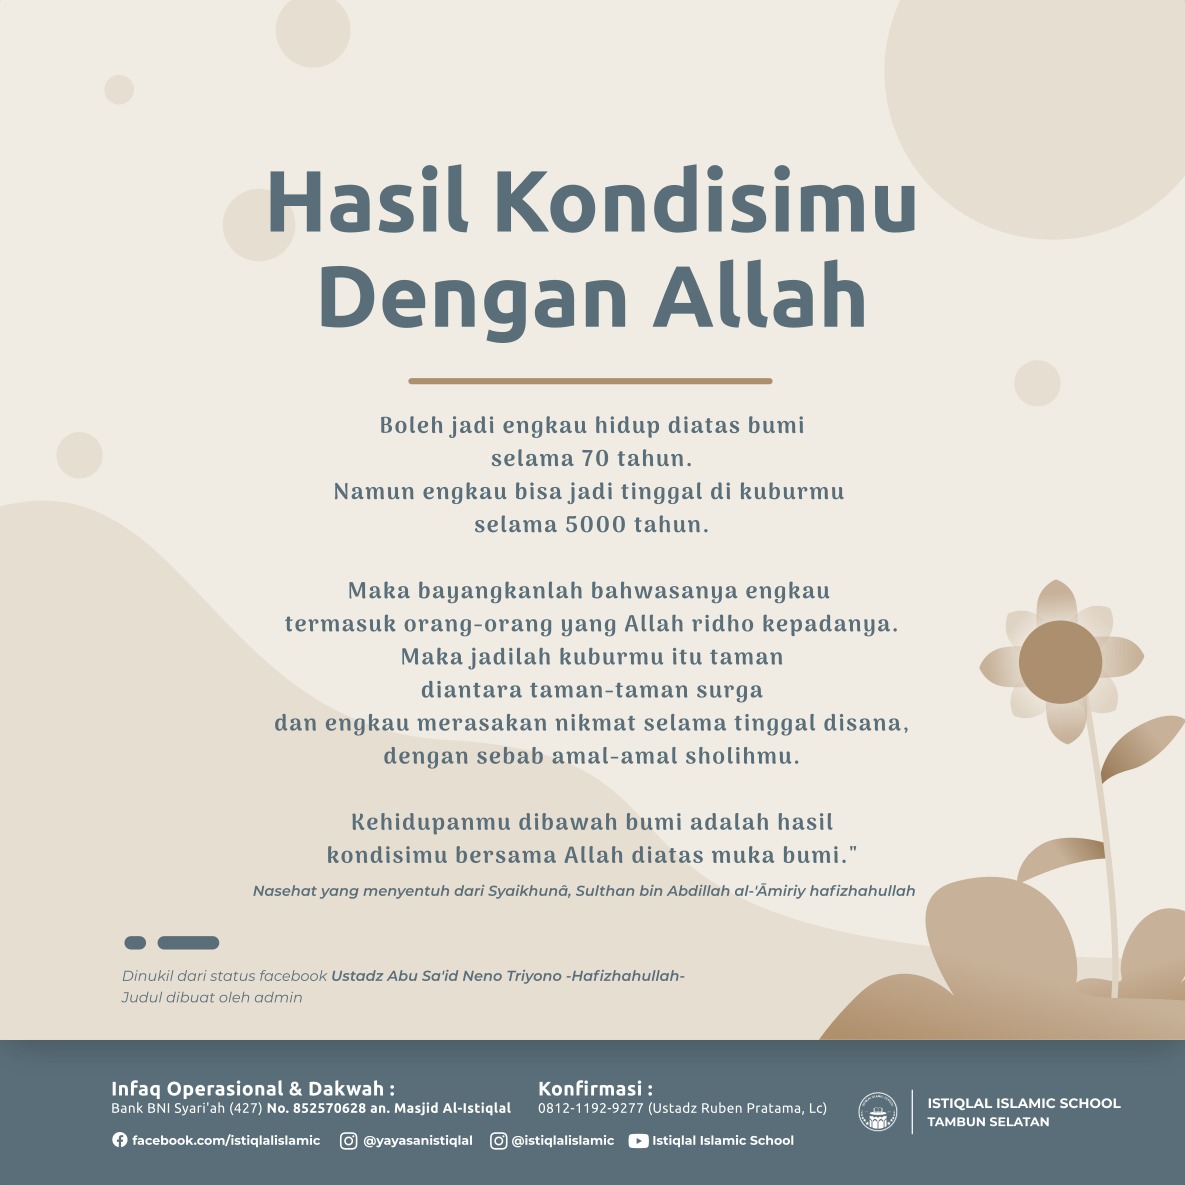 Hasil Kondisimu
Dengan Allah
Boleh jadi engkau hidup diatas bumi
selama 70 tahun.
Namun engkau bisa jadi tinggal di kuburmu
selama 5000 tahun.
Maka bayangkanlah bahwasanya engkau
termasuk orang-orang yang Allah ridho kepadanya.
Maka jadilah kuburmu itu taman
diantara taman-taman surga
dan engkau merasakan nikmat selama tinggal disana,
dengan sebab amal-amal sholihmu.
Kehidupanmu dibawah bumi adalah hasil
kondisimu bersama Allah diatas muka bumi."
Nasehat yang menyentuh dari Syaikhunâ, Sulthan bin Abdillah al-'Āmiriy hafizhahullah
Dinukil dari status facebook Ustadz Abu Sa'id Neno Triyono -Hafizhahullah-
Judul dibuat oleh admin
Infaq Operasional & Dakwah :
Bank BNI Syari'ah (427) No. 852570628 an. Masjid Al-Istiqlal
Konfirmasi :
0812-1192-9277 (Ustadz Ruben Pratama, Lc)
facebook.com/istiqlalislamic @yayasanistiqlal @istiqlalislamic Istiqlal Islamic School
ISTIQLAL ISLAMIC SCHOOL
TAMBUN SELATAN